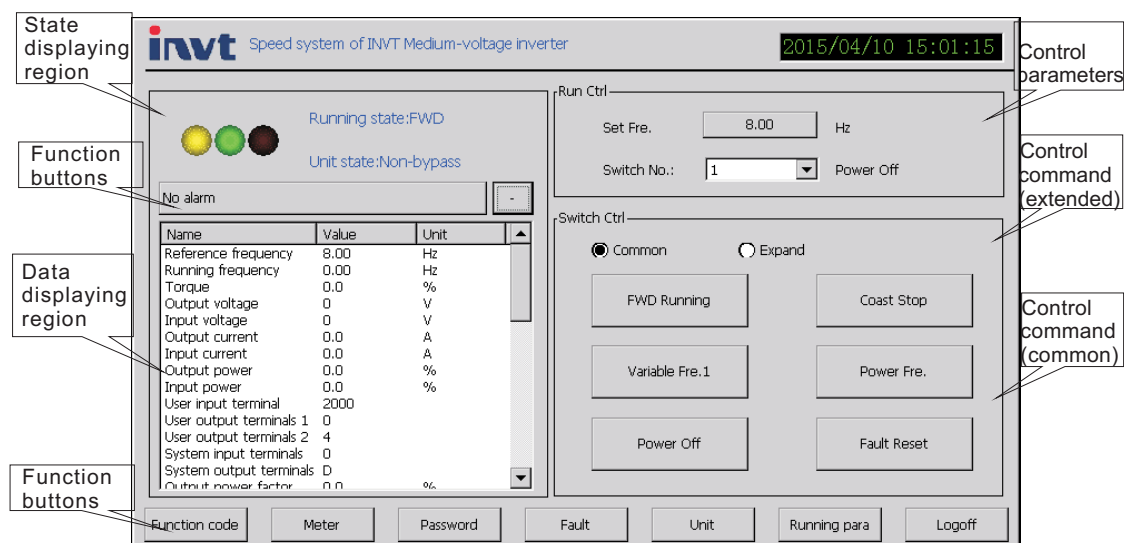 State
displaying
region
Function
buttons
Data
displaying
region
Function
buttons
invt Speed system of INVT Medium-voltage inverter 2015/04/10 15:01:15
Running state:FWD
Unit state:Non-bypass
No alarm -
Name Value Unit
Reference frequency 8.00 Hz
Running frequency 0.00 Hz
Torque 0.0 %
Output voltage 0 V
Input voltage 0 V
Output current 0.0 A
Input current 0.0 A
Output power 0.0 %
Input power 0.0 %
User input terminal 2000
User output terminals 1 0
User output terminals 2 4
System input terminals 0
System output terminals D
Output power factor 0.0 %
Run Ctrl
Set Fre. 8.00 Hz
Switch No.: 1 Power Off
Switch Ctrl
Common Expand
FWD Running Coast Stop
Variable Fre.1 Power Fre.
Power Off Fault Reset
Function code Meter Password Fault Unit Running para Logoff
Control
parameters
Control
command
(extended)
Control
command
(common)